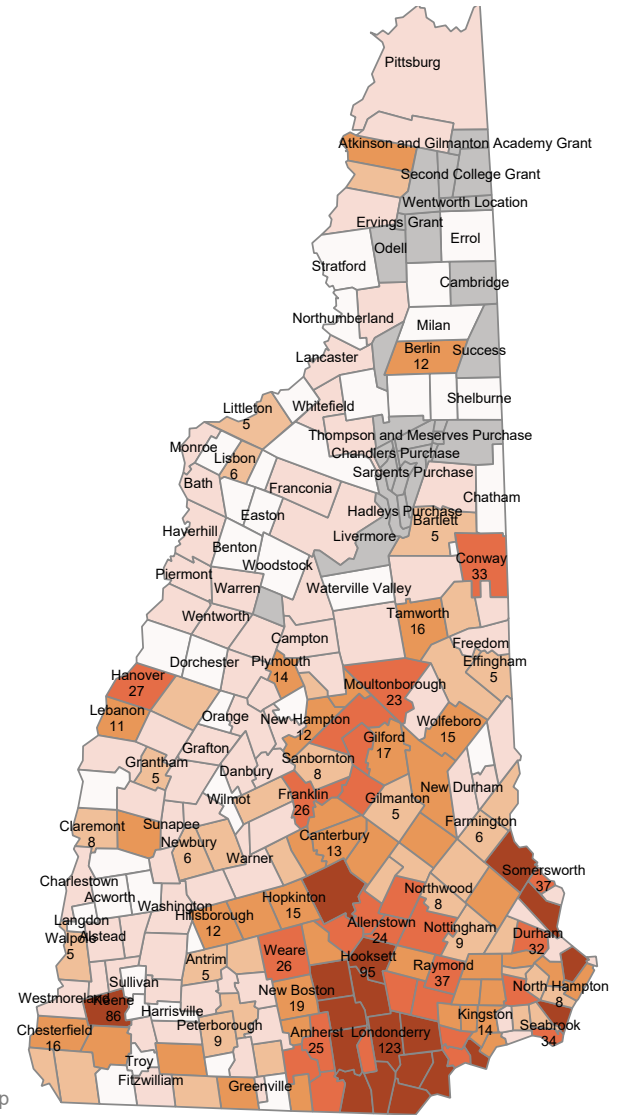 Pittsburg
Atkinson and Gilmanton Academy Grant
Second College Grant
Wentworth Location
Ervings Grant
Errol
Odell
Stratford
Cambridge
Northumberland
Milan
Berlin
12
Success
Lancaster
Shelburne
Whitefield
Littleton
5
Thompson and Meserves Purchase
Monroe
Chandlers Purchase
Lisbon
6
Sargents Purchase
Bath
Franconia
Chatham
Hadleys Purchase
Easton
Bartlett
5
Haverhill
Livermore
Benton
Conway
33
Woodstock
Piermont
Warren
Waterville Valley
Wentworth
Tamworth
16
Campton
Freedom
Dorchester
Plymouth
14
Effingham
5
Hanover
27
Moultonborough
23
Lebanon
11
Orange
New Hampton
12
Wolfeboro
15
Gilford
17
Grafton
Sanbornton
8
Grantham
5
Danbury
New Durham
Wilmot
Franklin
26
Gilmanton
5
Claremont
8
Sunapee
Farmington
6
Newbury
6
Canterbury
13
Warner
Somersworth
37
Charlestown
Acworth
Northwood
8
Washington
Hopkinton
15
Langdon
Hillsborough
12
Allenstown
24
Nottingham
9
Durham
32
Walpole
5
Alstead
Weare
26
Hooksett
95
Antrim
5
Raymond
37
Sullivan
North Hampton
8
New Boston
19
Westmoreland
Keene
86
Harrisville
Kingston
14
Seabrook
34
Chesterfield
16
Peterborough
9
Amherst
25
Londonderry
123
Troy
Fitzwilliam
Greenville
p